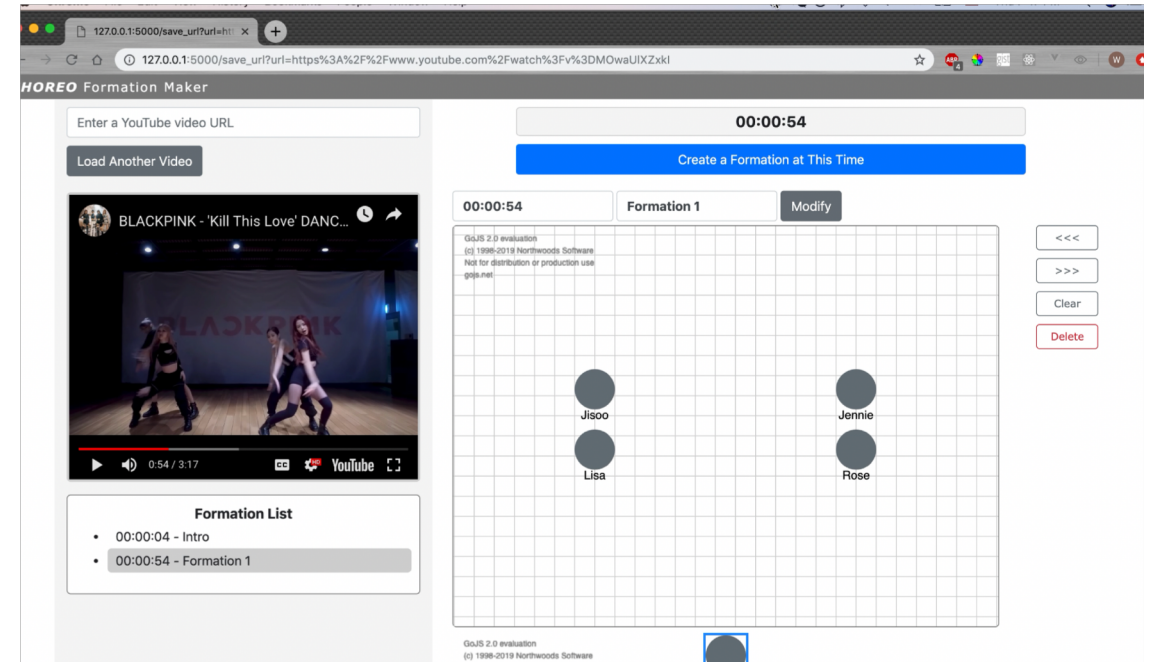 127.0.0.1:5000/save_url?url=htt
127.0.0.1:5000/save_url?url=https%3A%2F%2Fwww.youtube.com%2Fwatch%3Fv%3DMOwaUlXZxkI
HOREO Formation Maker
Enter a YouTube video URL
Load Another Video
BLACKPINK - 'Kill This Love' DANC...
BLACKPINK
0:54 / 3:17
CC
HD
YouTube
Formation List
00:00:04 - Intro
00:00:54 - Formation 1
00:00:54
Create a Formation at This Time
00:00:54
Formation 1
Modify
GoJS 2.0 evaluation
(c) 1998-2019 Northwoods Software
Not for distribution or production use
gojs.net
Jisoo
Jennie
Lisa
Rose
<<<
>>>
Clear
Delete
GoJS 2.0 evaluation
(c) 1998-2019 Northwoods Software